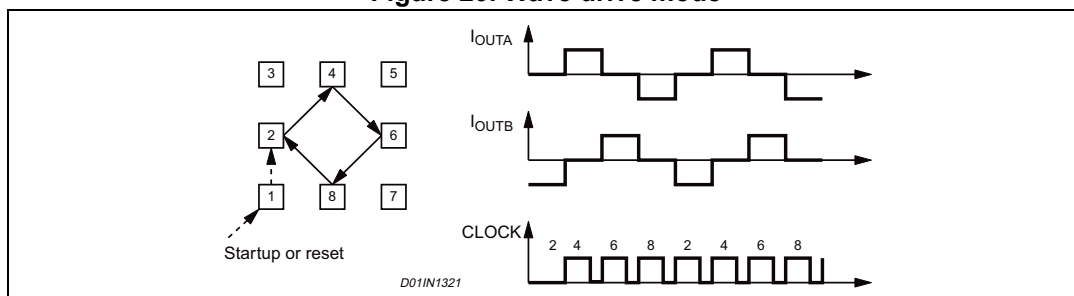 Figure 20. Wave drive mode
3 4 5
2 6
1 8 7
Startup or reset
IOUTA
IOUTB
CLOCK
2 4 6 8 2 4 6 8
D01IN1321